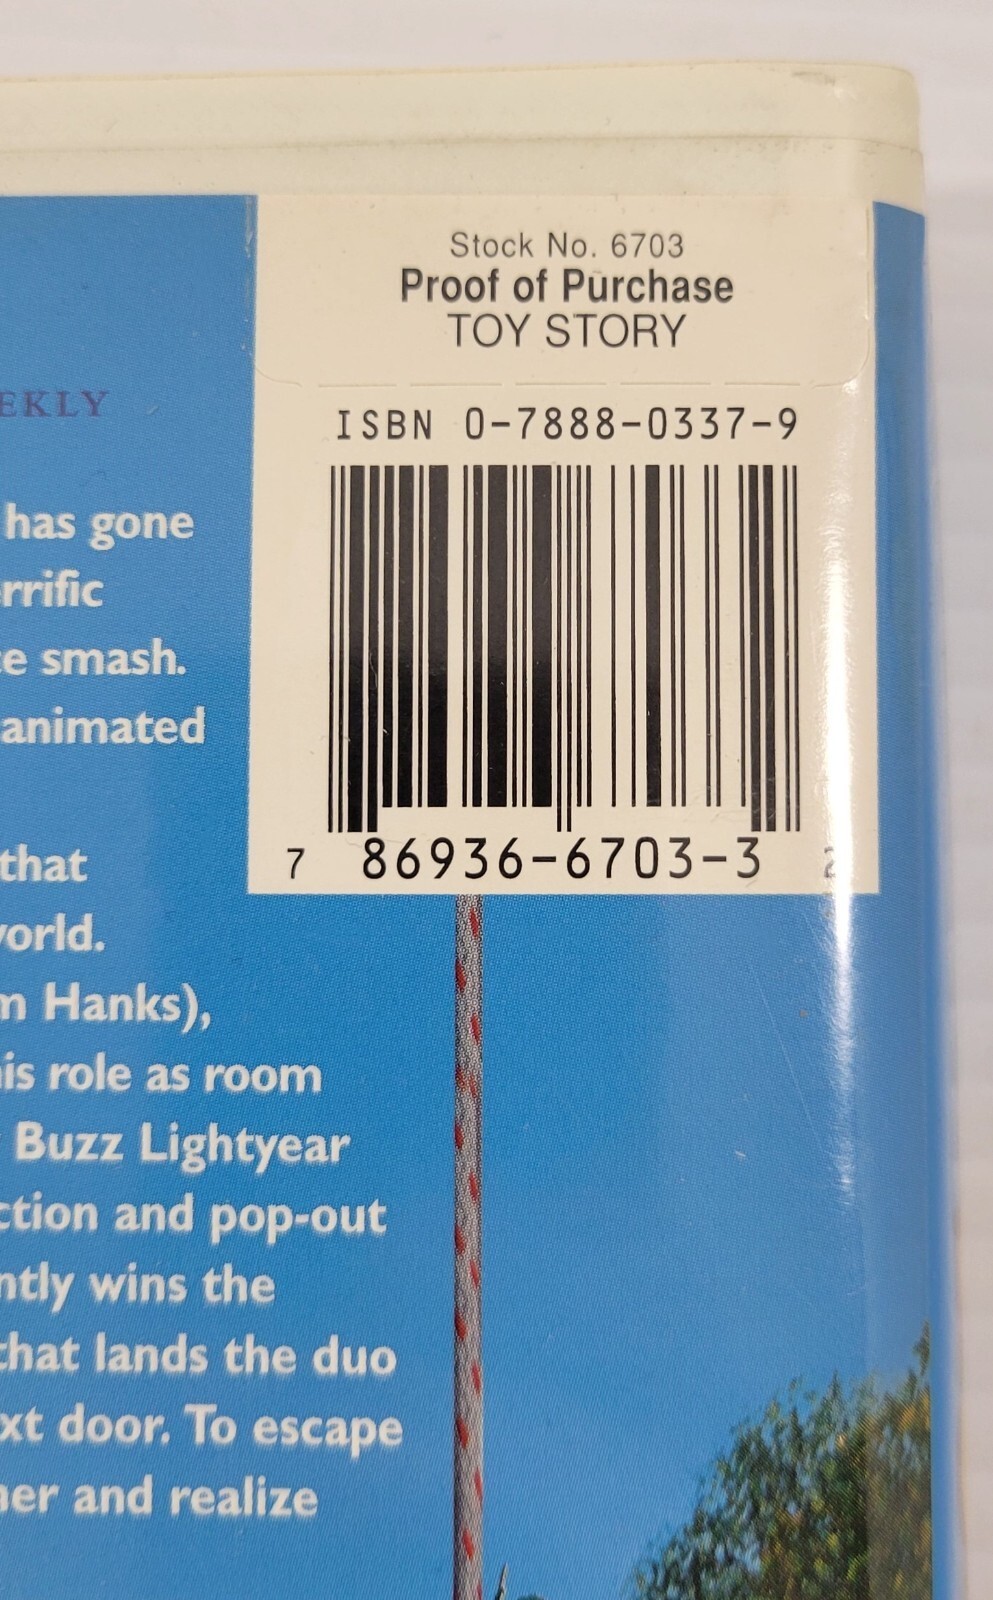 Stock No. 6703
Proof of Purchase
TOY STORY
ISBN 0-7888-0337-9
7 86936-6703-3 2
EKLY
has gone
rrific
e smash.
animated
that
orld.
m Hanks),
is role as room
Buzz Lightyear
ction and pop-out
ntly wins the
that lands the duo
xt door. To escape
her and realize